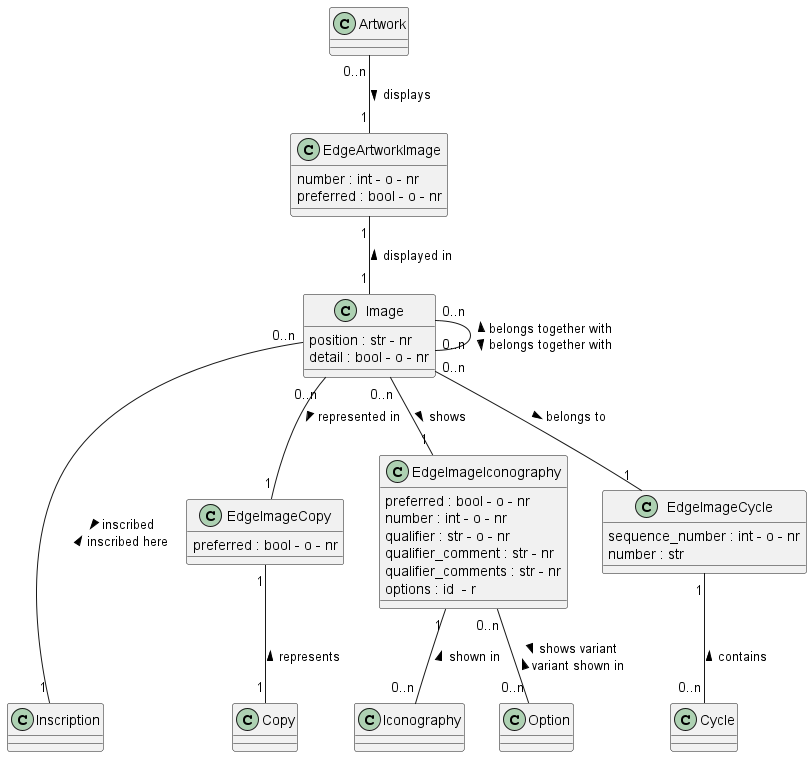 C Artwork
0..n
displays
1
C EdgeArtworkImage
number : int - o - nr
preferred : bool - o - nr
1
displayed in
1
C Image
position : str - nr
detail : bool - o - nr
0..n
belongs together with
belongs together with
0..n
0..n
0..n
0..n
0..n
represented in
shows
belongs to
1
1
1
C EdgeImageIconography
preferred : bool - o - nr
number : int - o - nr
qualifier : str - o - nr
qualifier_comment : str - nr
qualifier_comments : str - nr
options : id - r
C EdgeImageCycle
sequence_number : int - o - nr
number : str
C EdgeImageCopy
preferred : bool - o - nr
inscribed
inscribed here
1
1
0..n
1
represents
shown in
shows variant
variant shown in
contains
1
1
0..n
0..n
0..n
C Inscription
C Copy
C Iconography
C Option
C Cycle